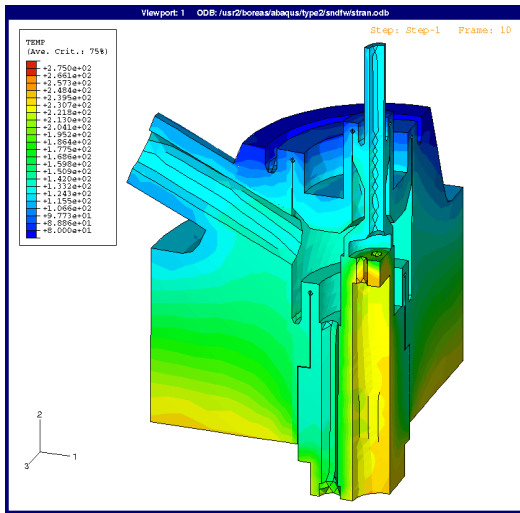 Viewport: 1 ODB: /usr2/boreas/abaqus/type2/sndfw/stran.odb
Step: Step-1 Frame: 10
TEMP
(Ave. Crit.: 75%)
+2.750e+02
+2.661e+02
+2.573e+02
+2.484e+02
+2.395e+02
+2.307e+02
+2.218e+02
+2.130e+02
+2.041e+02
+1.952e+02
+1.864e+02
+1.775e+02
+1.686e+02
+1.598e+02
+1.509e+02
+1.420e+02
+1.332e+02
+1.243e+02
+1.155e+02
+1.066e+02
+9.773e+01
+8.886e+01
+8.000e+01
2
3
1